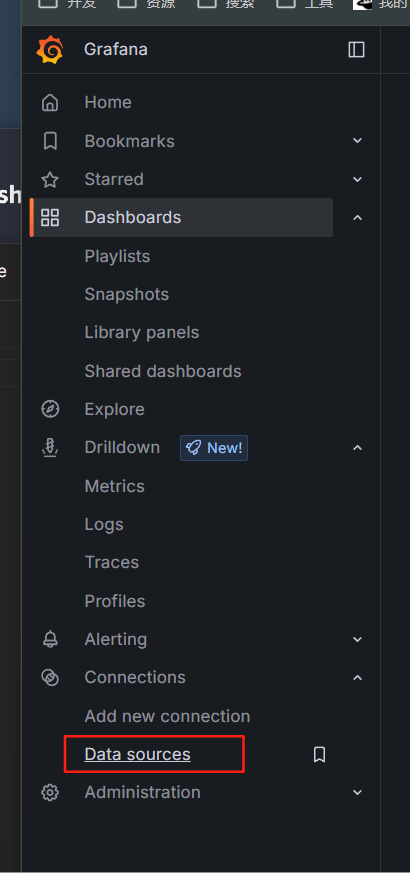 开发 资源 搜索 工具 我的
Grafana
Home
Bookmarks
Starred
sh
Dashboards
Playlists
e
Snapshots
Library panels
Shared dashboards
Explore
Drilldown New!
Metrics
Logs
Traces
Profiles
Alerting
Connections
Add new connection
Data sources
Administration